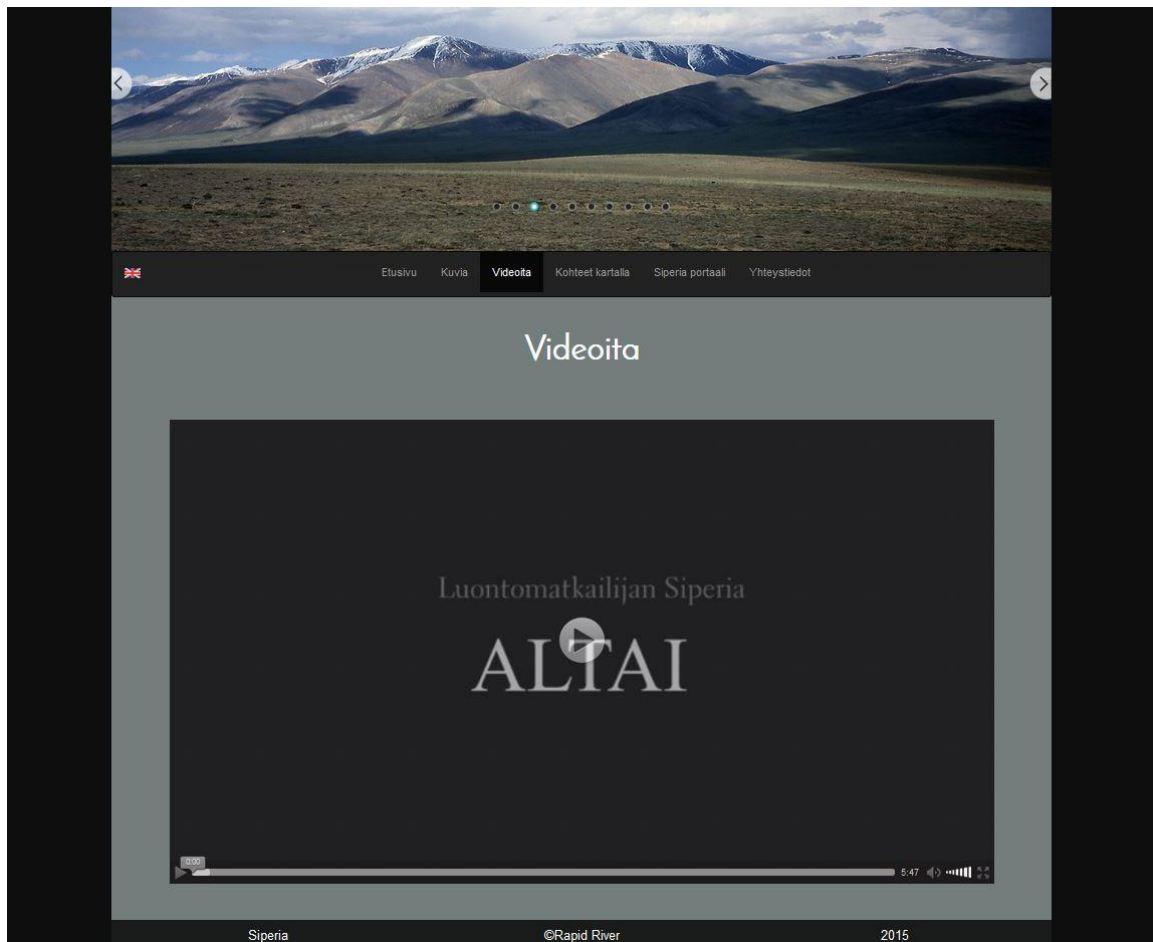 Etusivu Kuvia Videoita Kohteet kartalla Siperia portaali Yhteystiedot
Videoita
Luontomatkailijan Siperia
ALTAI
0:00
5:47
Siperia ©Rapid River 2015